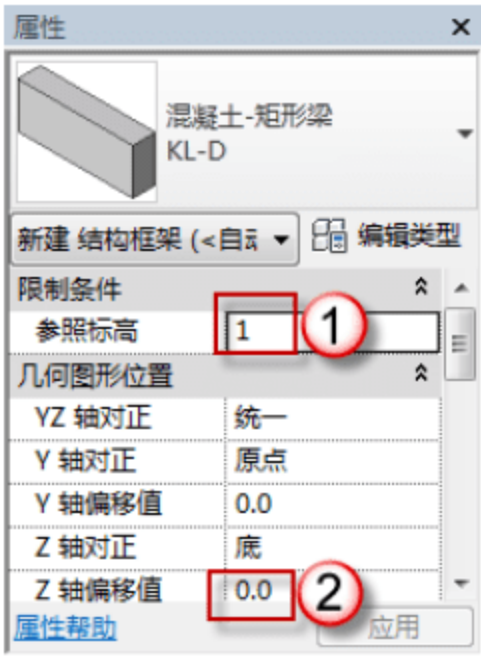 属性
混凝土-矩形梁
KL-D
新建 结构框架 (<自动 编辑类型
限制条件
参照标高 1 1
几何图形位置
YZ 轴对正 统一
Y 轴对正 原点
Y 轴偏移值 0.0
Z 轴对正 底
Z 轴偏移值 0.0 2
属性帮助 应用